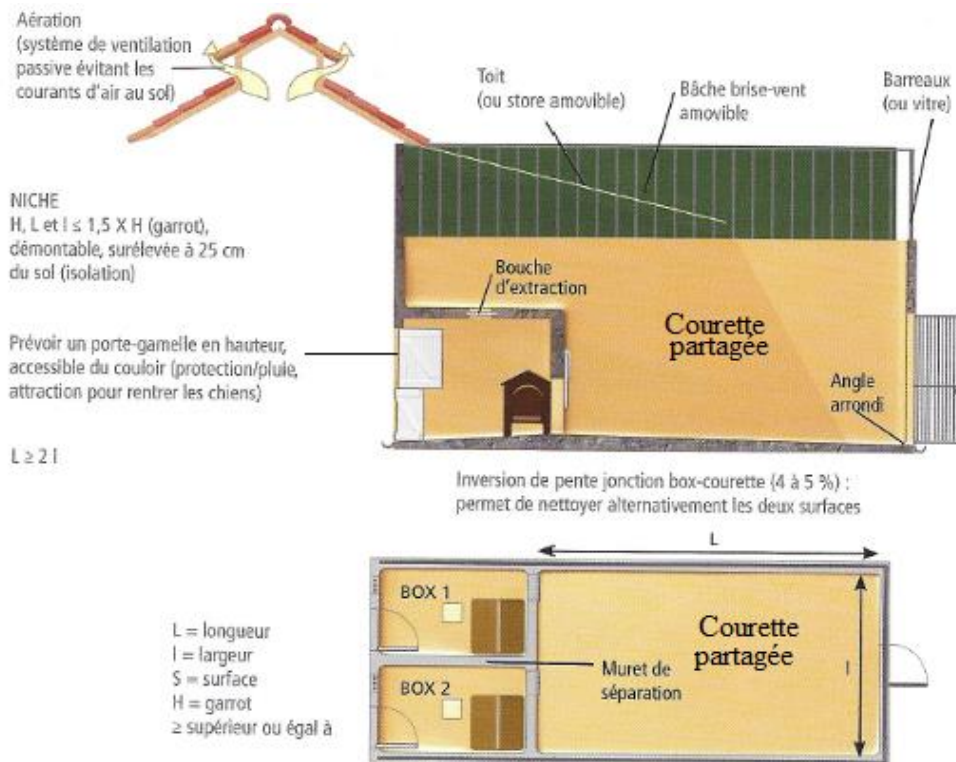 Aération
(système de ventilation
passive évitant les
courants d'air au sol)
Toit
(ou store amovible)
Bâche brise-vent
amovible
Barreaux
(ou vitre)
NICHE
H, L et l ≤ 1,5 X H (garrot),
démontable, surélevée à 25 cm
du sol (isolation)
Bouche
d'extraction
Courette
partagée
Prévoir un porte-gamelle en hauteur,
accessible du couloir (protection/pluie,
attraction pour rentrer les chiens)
Angle
arrondi
L ≥ 2 l
Inversion de pente jonction box-courette (4 à 5 %) :
permet de nettoyer alternativement les deux surfaces
L
BOX 1
Courette
partagée
l
Muret de
séparation
BOX 2
L = longueur
l = largeur
S = surface
H = garrot
≥ supérieur ou égal à